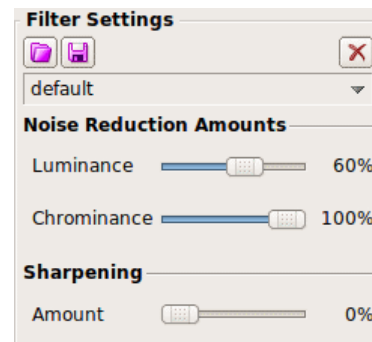 Filter Settings
default
Noise Reduction Amounts
Luminance 60%
Chrominance 100%
Sharpening
Amount 0%